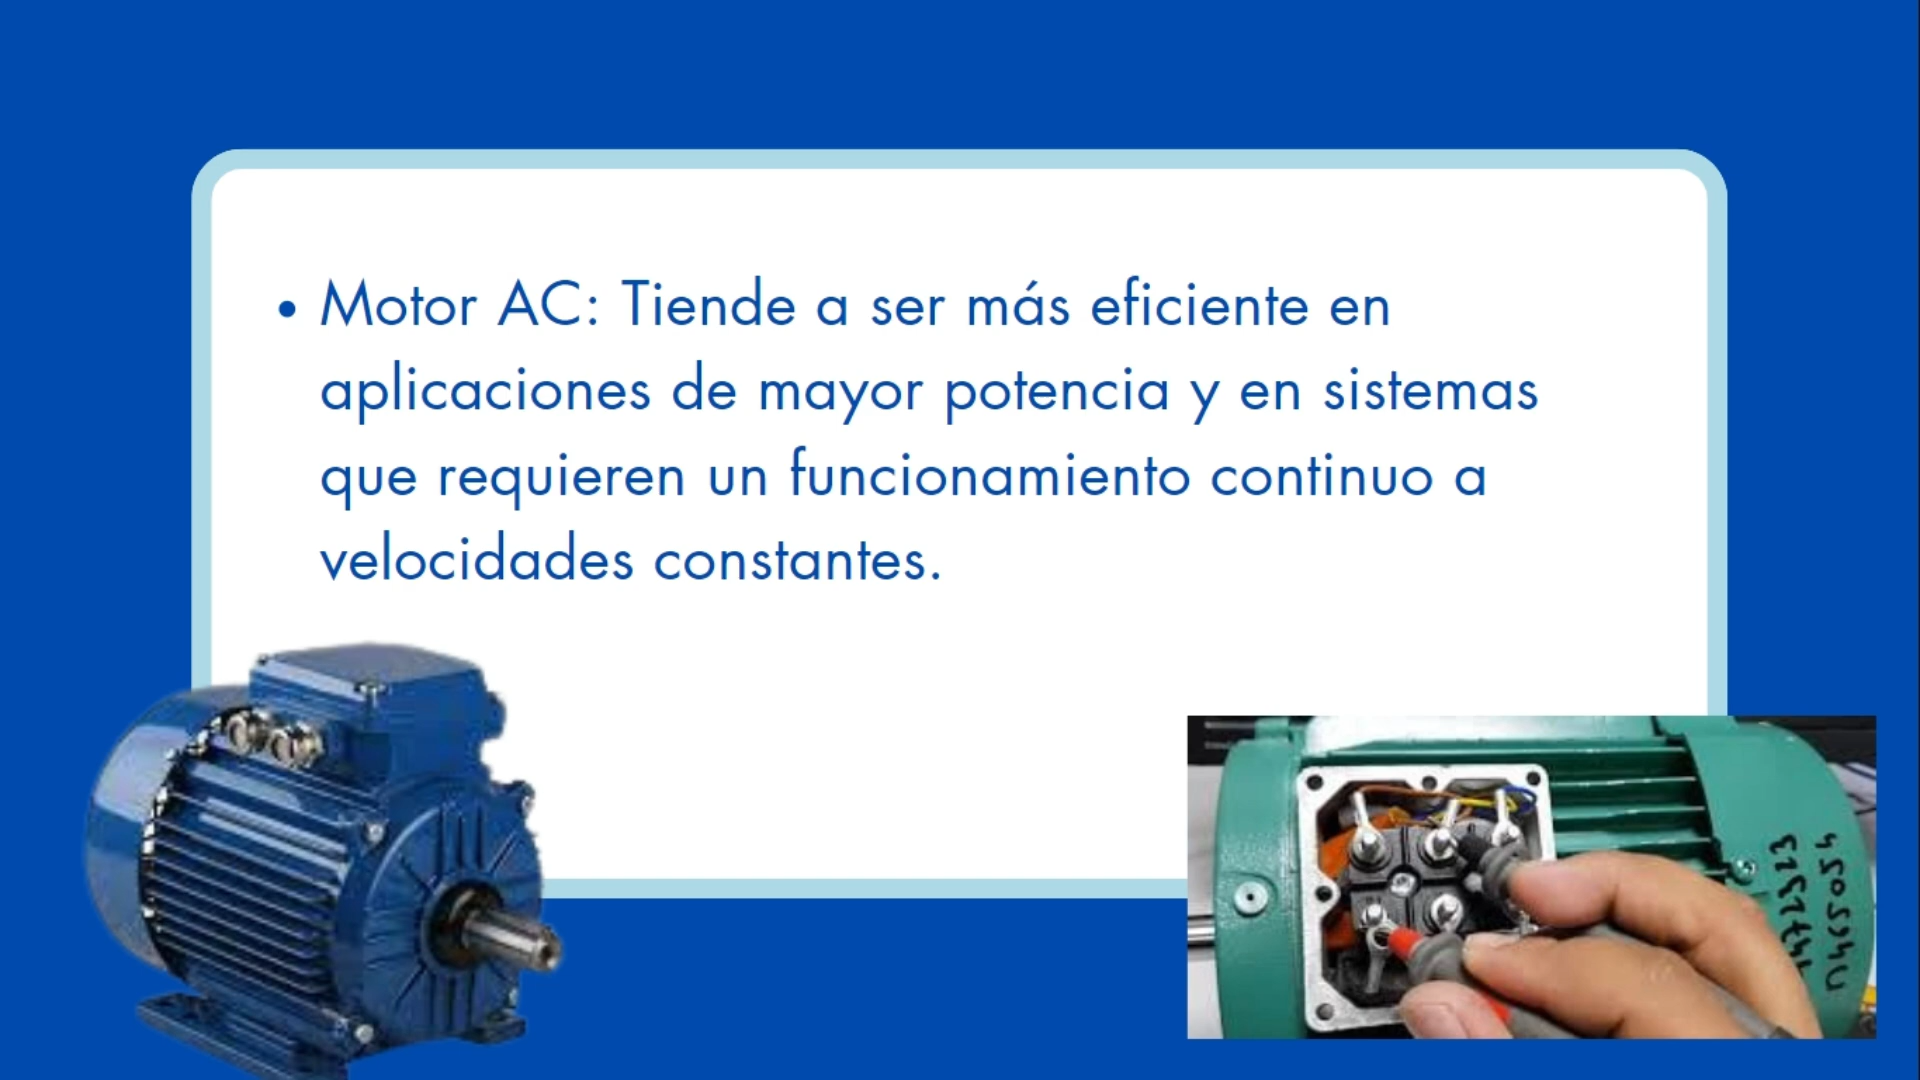 • Motor AC: Tiende a ser más eficiente en
aplicaciones de mayor potencia y en sistemas
que requieren un funcionamiento continuo a
velocidades constantes.